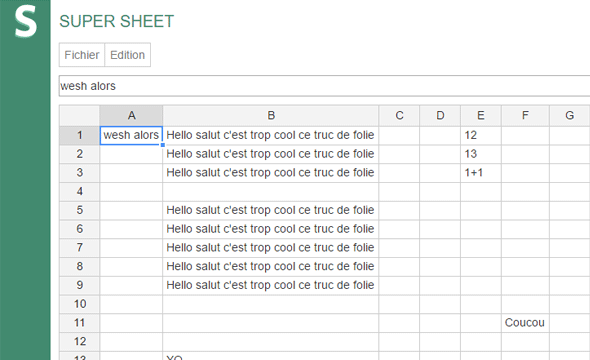 S
SUPER SHEET
Fichier Edition
wesh alors
A B C D E F G
1 wesh alors Hello salut c'est trop cool ce truc de folie 12
2 Hello salut c'est trop cool ce truc de folie 13
3 Hello salut c'est trop cool ce truc de folie 1+1
4
5 Hello salut c'est trop cool ce truc de folie
6 Hello salut c'est trop cool ce truc de folie
7 Hello salut c'est trop cool ce truc de folie
8 Hello salut c'est trop cool ce truc de folie
9 Hello salut c'est trop cool ce truc de folie
10
11 Coucou
12
13 YO